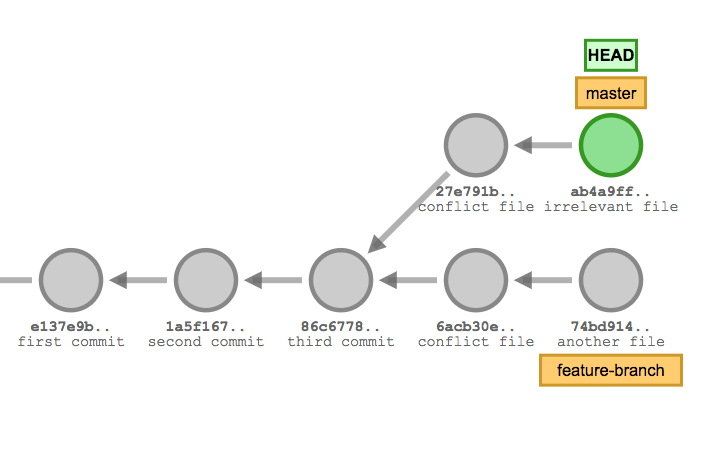 HEAD
master
27e791b.. ab4a9ff..
conflict file irrelevant file
e137e9b.. 1a5f167.. 86c6778.. 6acb30e.. 74bd914..
first commit second commit third commit conflict file another file
feature-branch